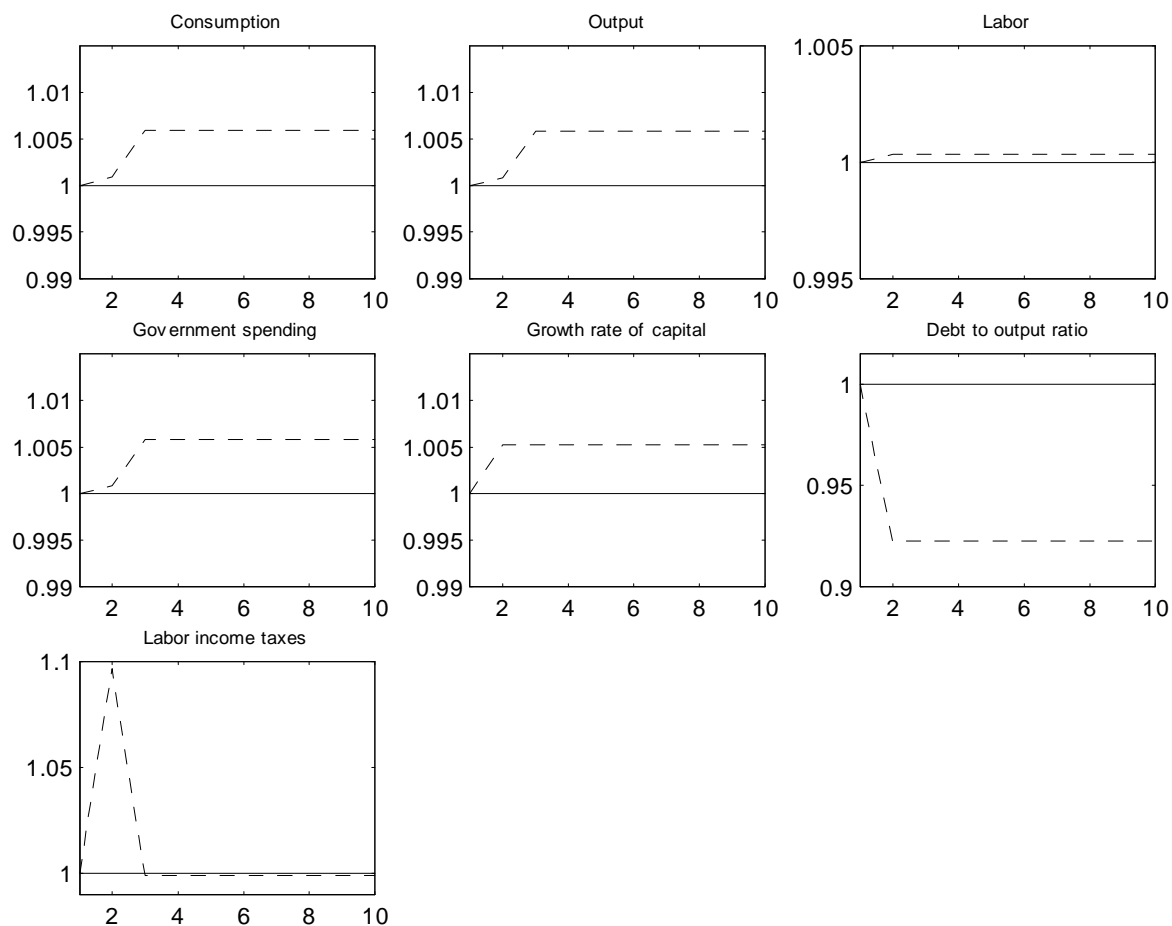 Consumption
1.01
1.005
1
0.995
0.99
2 4 6 8 10
Output
1.01
1.005
1
0.995
0.99
2 4 6 8 10
Labor
1.005
1
0.995
2 4 6 8 10
Government spending
1.01
1.005
1
0.995
0.99
2 4 6 8 10
Growth rate of capital
1.01
1.005
1
0.995
0.99
2 4 6 8 10
Debt to output ratio
1
0.95
0.9
2 4 6 8 10
Labor income taxes
1.1
1.05
1
2 4 6 8 10